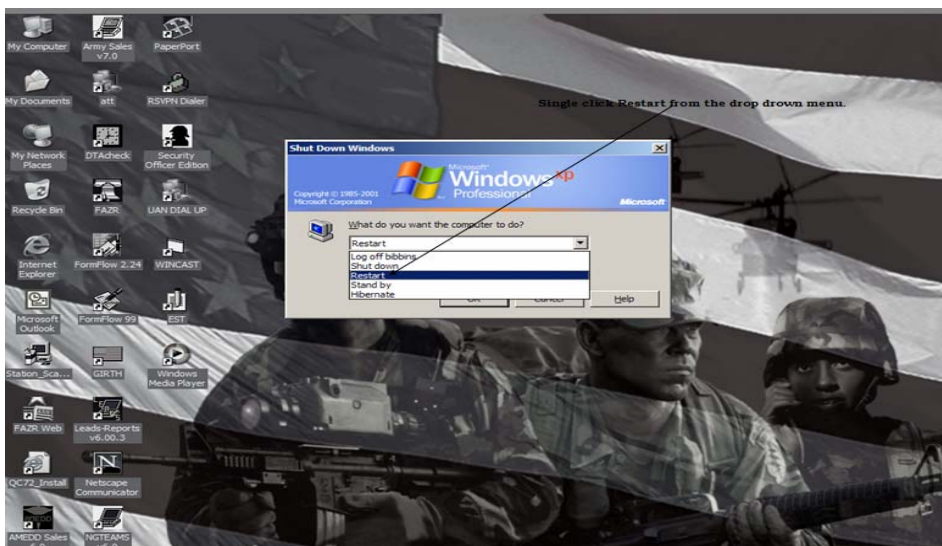 My Computer
Army Sales
v7.0
PaperPort
My Documents
att
RSVPN Dialer
My Network
Places
DTAcheck
Security
Officer Edition
Recycle Bin
FAZR
UAN DIAL UP
Internet
Explorer
FormFlow 2.24
WINCAST
Microsoft
Outlook
FormFlow 99
EST
Station_Sca...
GIRTH
Windows
Media Player
FAZR Web
Leads-Reports
v6.00.3
QC72_Install
Netscape
Communicator
AMEDD Sales
NGTEAMS
Single click Restart from the drop drown menu.
Shut Down Windows
Copyright © 1985-2001
Microsoft Corporation
Microsoft
Windows xp
Professional
Microsoft
What do you want the computer to do?
Restart
Log off bibbins
Shut down
Restart
Stand by
Hibernate
OK
Cancel
Help